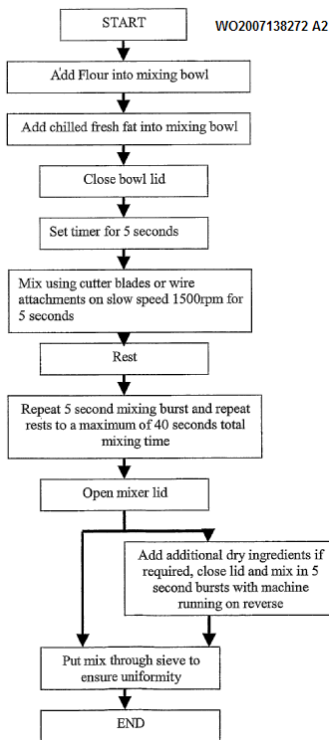 START
WO2007138272 A2
Add Flour into mixing bowl
Add chilled fresh fat into mixing bowl
Close bowl lid
Set timer for 5 seconds
Mix using cutter blades or wire
attachments on slow speed 1500rpm for
5 seconds
Rest
Repeat 5 second mixing burst and repeat
rests to a maximum of 40 seconds total
mixing time
Open mixer lid
Add additional dry ingredients if
required, close lid and mix in 5
second bursts with machine
running on reverse
Put mix through sieve to
ensure uniformity
END